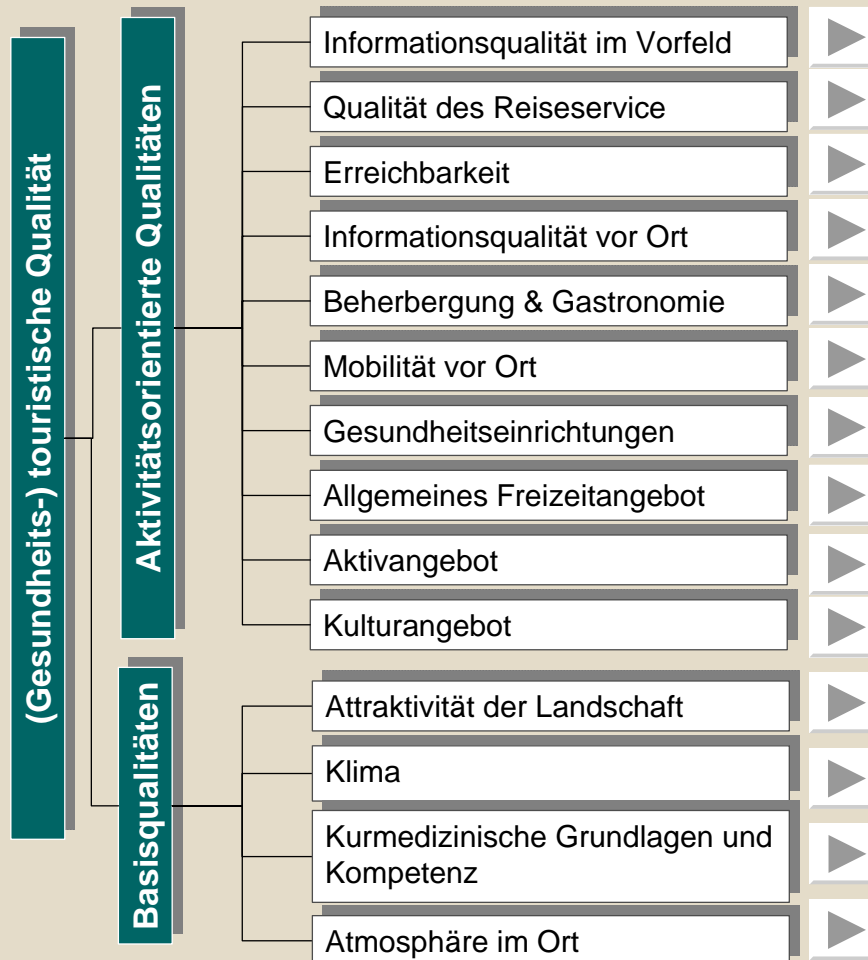 (Gesundheits-) touristische Qualität
Aktivitätsorientierte Qualitäten
Informationsqualität im Vorfeld
Qualität des Reiseservice
Erreichbarkeit
Informationsqualität vor Ort
Beherbergung & Gastronomie
Mobilität vor Ort
Gesundheitseinrichtungen
Allgemeines Freizeitangebot
Aktivangebot
Kulturangebot
Basisqualitäten
Attraktivität der Landschaft
Klima
Kurmedizinische Grundlagen und
Kompetenz
Atmosphäre im Ort